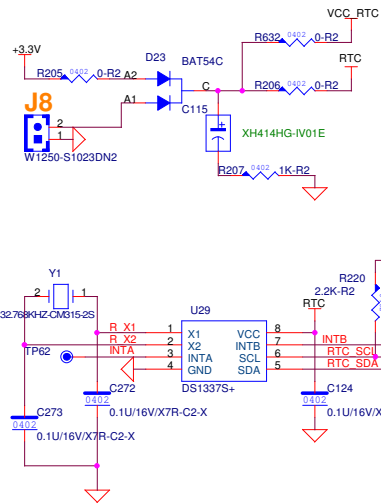 VCC_RTC
R632 0402 0-R2
+3.3V
D23 BAT54C
RTC
R205 0402 0-R2 A2
C
R206 0402 0-R2
J8
A1
C115
2
1
XH414HG-IV01E
W1250-S1023DN2
R207 0402 1K-R2
Y1
R220
2 1
U29
2.2K-R2
RTC
32.768KHZ-CM315-2S
R_X1 1 X1 VCC 8
R_X2 2 X2 INTB 7 INTB
TP62 INTA 3 INTA SCL 6 RTC_SCL
4 GND SDA 5 RTC_SDA
C272 DS1337S+ C124
0402 0402
C273 0.1U/16V/X7R-C2-X 0.1U/16V/X
0402
0.1U/16V/X7R-C2-X